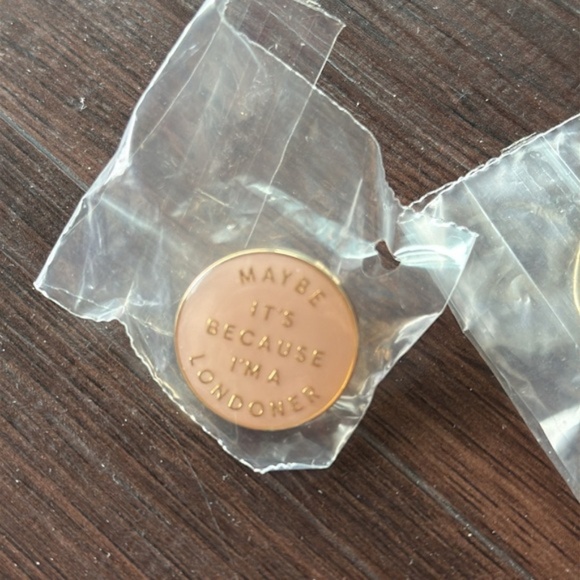 MAYBE
IT'S
BECAUSE
I'M A
LONDONER